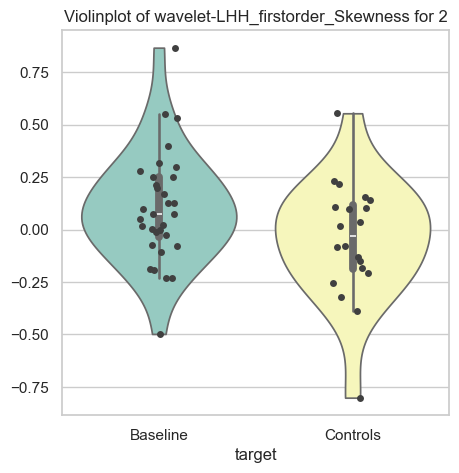 Violinplot of wavelet-LHH_firstorder_Skewness for 2
0.75
0.50
0.25
0.00
−0.25
−0.50
−0.75
Baseline
Controls
target